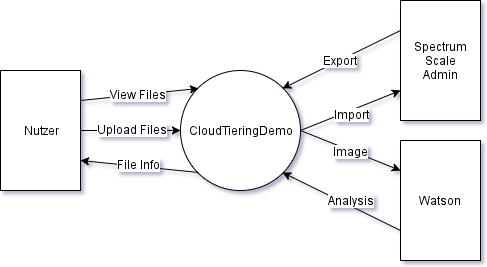 Spectrum
Scale
Admin
Export
View Files
Import
Nutzer
Upload Files
CloudTieringDemo
Image
File Info
Analysis
Watson